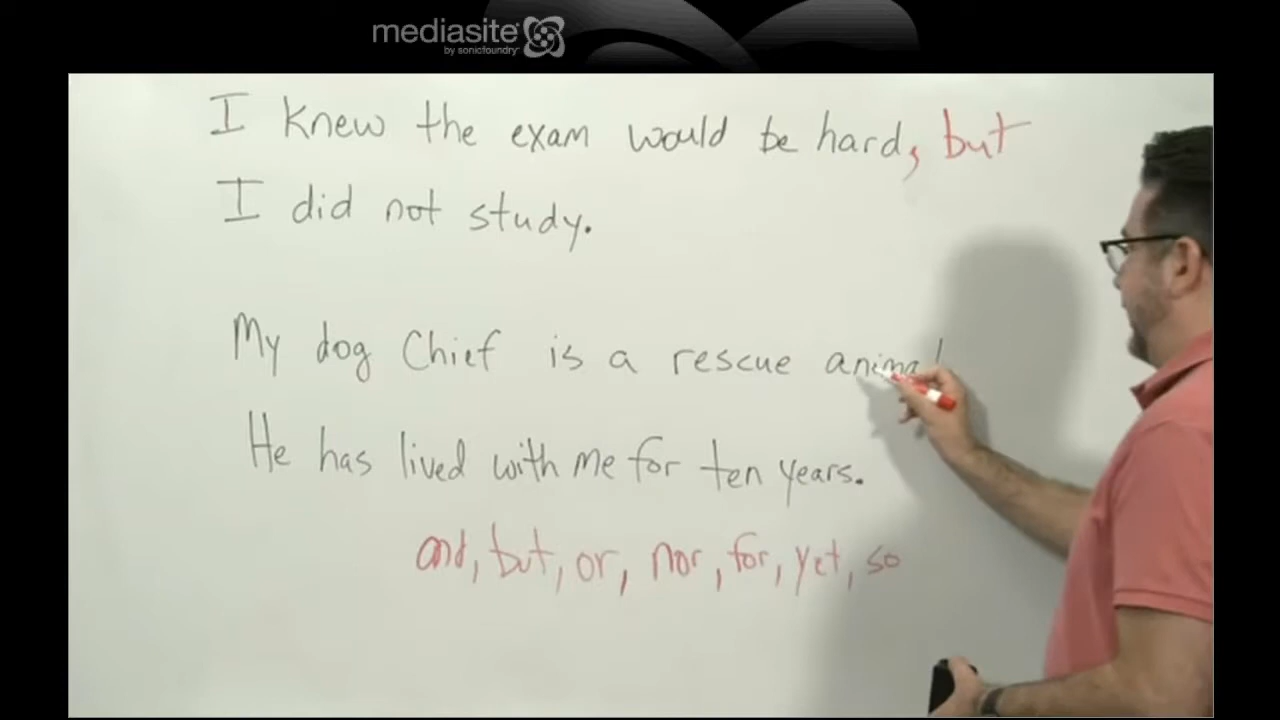 mediasite
by sonicfoundry
I knew the exam would be hard, but
I did not study.
My dog Chief is a rescue animal
He has lived with me for ten years.
and, but, or, nor, for, yet, so